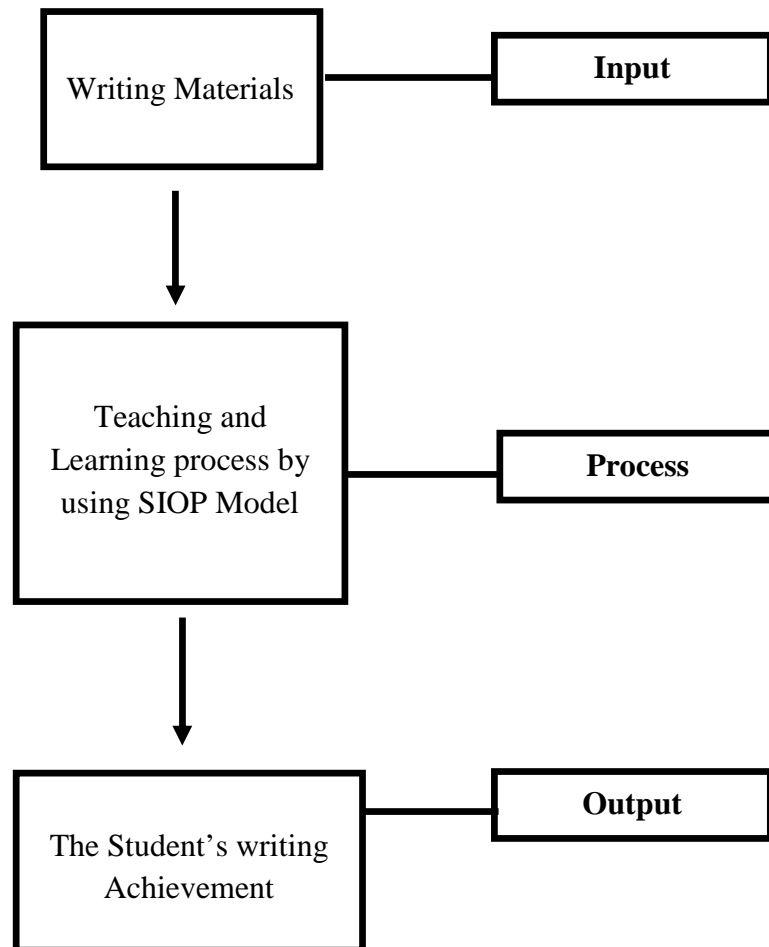 Writing Materials
Input
Teaching and
Learning process by
using SIOP Model
Process
The Student’s writing
Achievement
Output